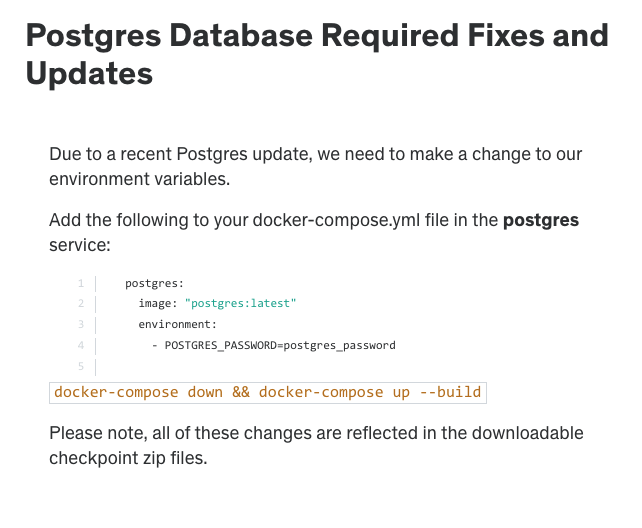 Postgres Database Required Fixes and
Updates
Due to a recent Postgres update, we need to make a change to our
environment variables.
Add the following to your docker-compose.yml file in the postgres
service:
1 postgres:
2 image: "postgres:latest"
3 environment:
4 - POSTGRES_PASSWORD=postgres_password
5
docker-compose down && docker-compose up --build
Please note, all of these changes are reflected in the downloadable
checkpoint zip files.